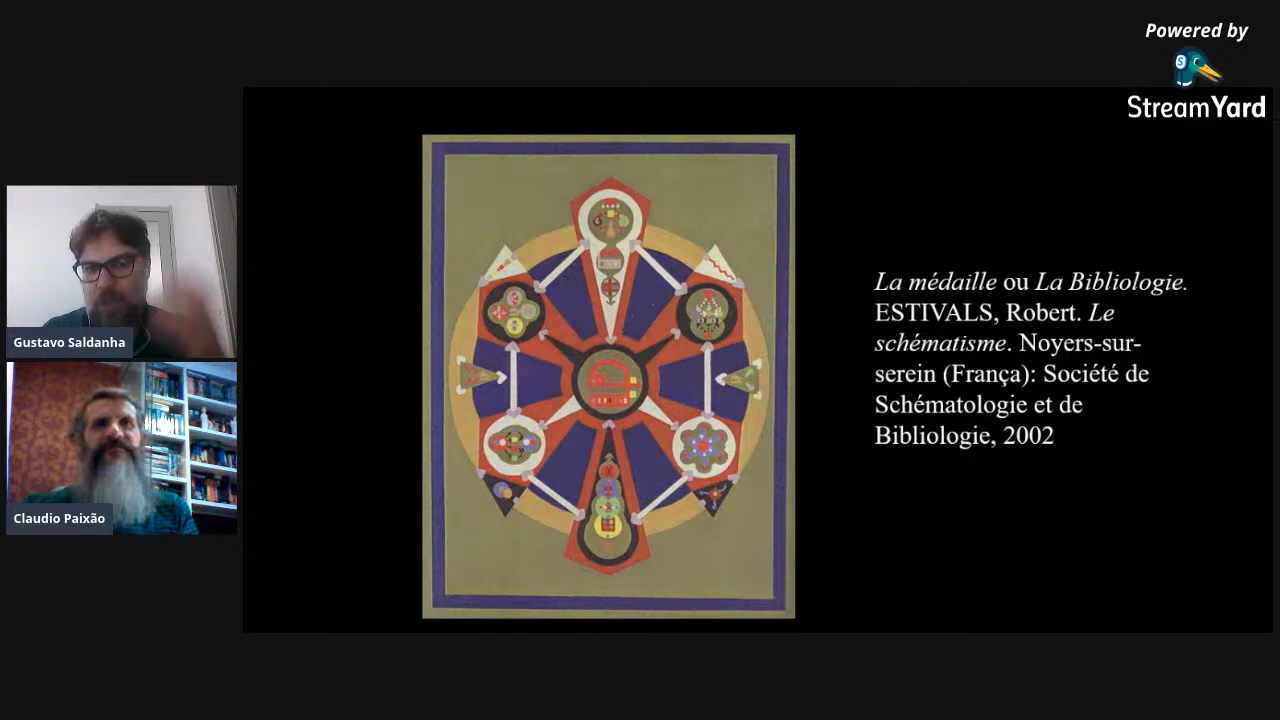 Powered by
StreamYard
Gustavo Saldanha
Claudio Paixão
La médaille ou La Bibliologie.
ESTIVALS, Robert. Le
schématisme. Noyers-sur-
serein (França): Société de
Schématologie et de
Bibliologie, 2002